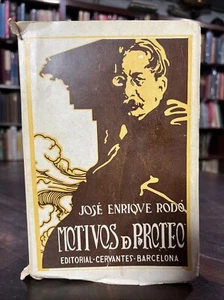 JOSÉ ENRIQUE RODÓ
MOTIVOS D PROTEO
EDITORIAL-CERVANTES-BARCELONA